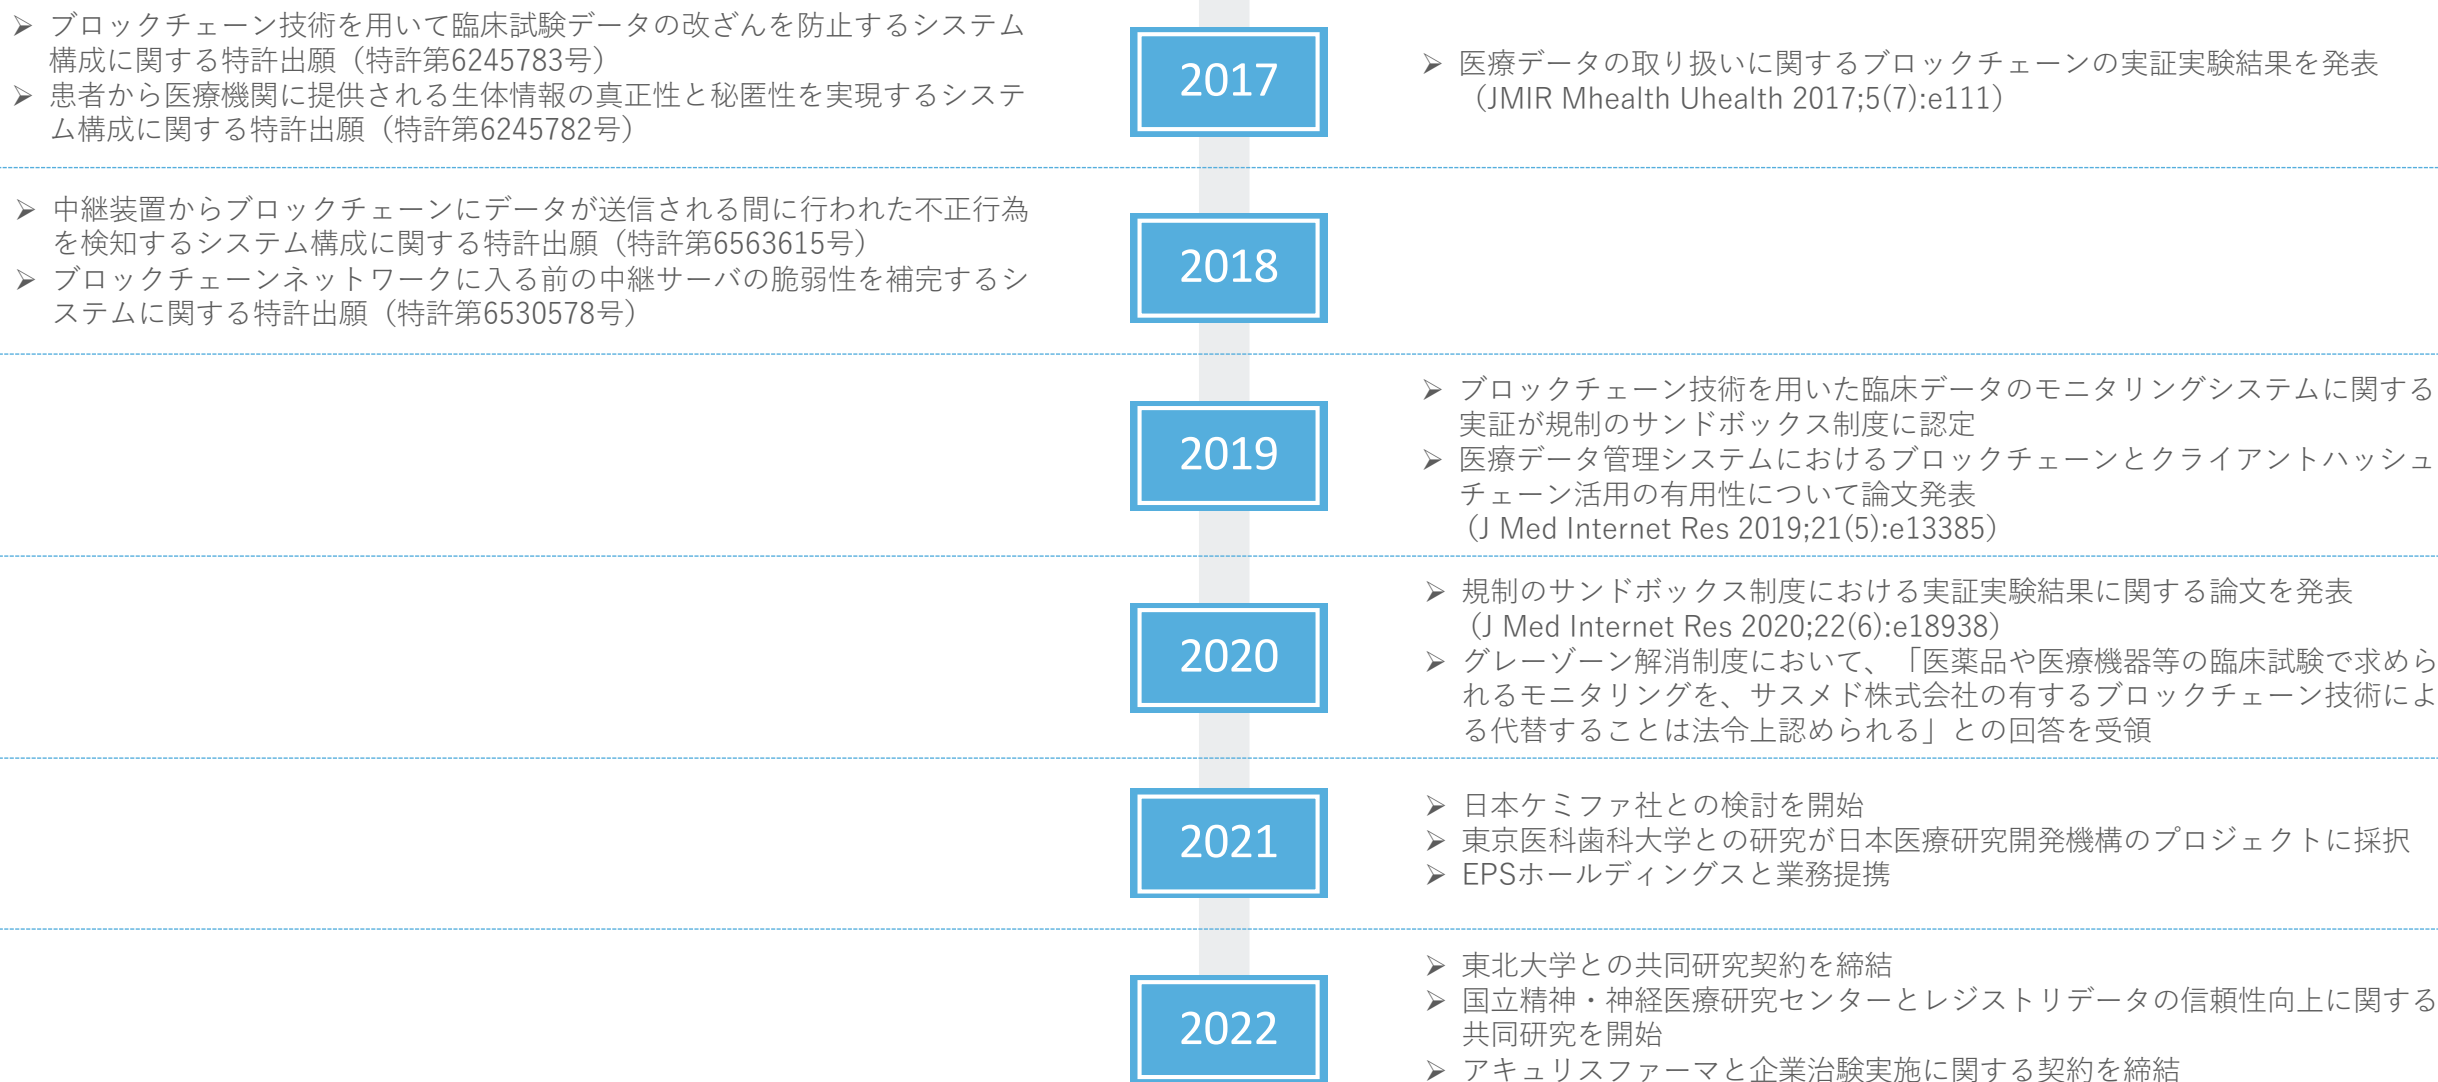 ➢ ブロックチェーン技術を用いて臨床試験データの改ざんを防止するシステム
構成に関する特許出願（特許第6245783号）
➢ 患者から医療機関に提供される生体情報の真正性と秘匿性を実現するシステ
ム構成に関する特許出願（特許第6245782号）
2017
➢ 医療データの取り扱いに関するブロックチェーンの実証実験結果を発表
（JMIR Mhealth Uhealth 2017;5(7):e111）
➢ 中継装置からブロックチェーンにデータが送信される間に行われた不正行為
を検知するシステム構成に関する特許出願（特許第6563615号）
➢ ブロックチェーンネットワークに入る前の中継サーバの脆弱性を補完するシ
ステムに関する特許出願（特許第6530578号）
2018
2019
➢ ブロックチェーン技術を用いた臨床データのモニタリングシステムに関する
実証が規制のサンドボックス制度に認定
➢ 医療データ管理システムにおけるブロックチェーンとクライアントハッシュ
チェーン活用の有用性について論文発表
（J Med Internet Res 2019;21(5):e13385）
2020
➢ 規制のサンドボックス制度における実証実験結果に関する論文を発表
（J Med Internet Res 2020;22(6):e18938）
➢ グレーゾーン解消制度において、「医薬品や医療機器等の臨床試験で求めら
れるモニタリングを、サスメド株式会社の有するブロックチェーン技術によ
る代替することは法令上認められる」との回答を受領
2021
➢ 日本ケミファ社との検討を開始
➢ 東京医科歯科大学との研究が日本医療研究開発機構のプロジェクトに採択
➢ EPSホールディングスと業務提携
2022
➢ 東北大学との共同研究契約を締結
➢ 国立精神・神経医療研究センターとレジストリデータの信頼性向上に関する
共同研究を開始
➢ アキュリスファーマと企業治験実施に関する契約を締結